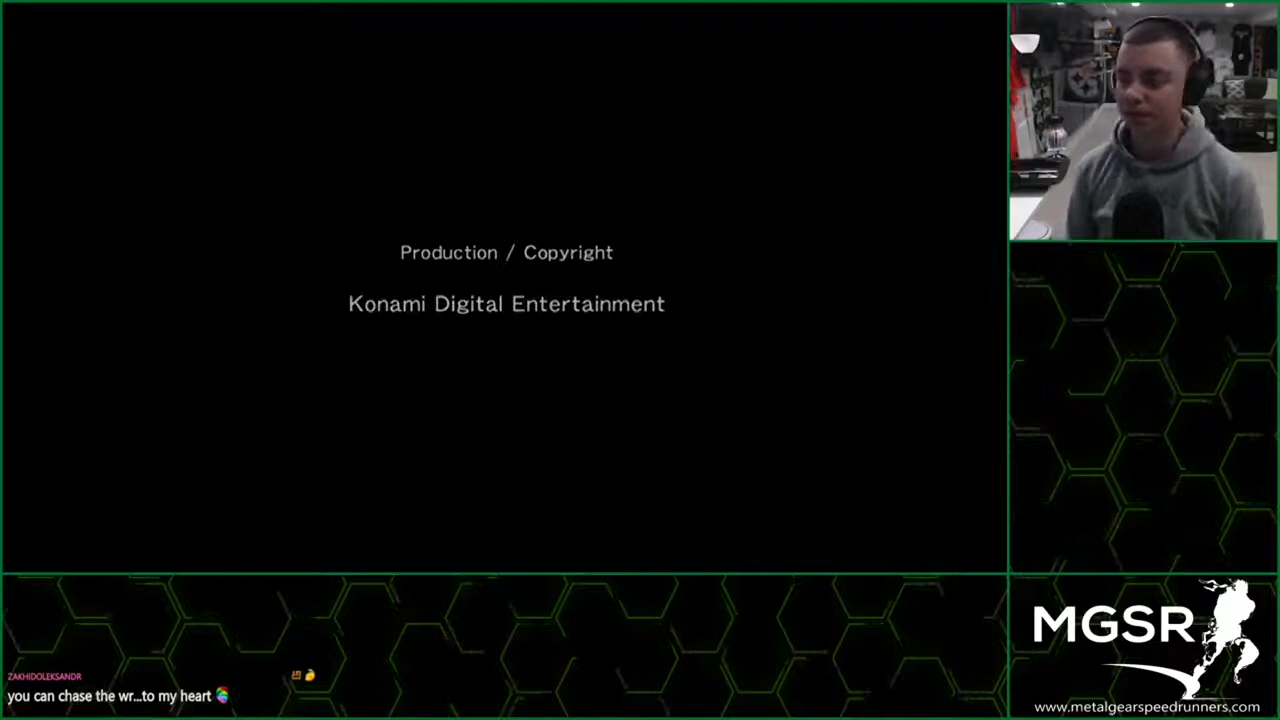 Production / Copyright
Konami Digital Entertainment
ZAKHIDOLEKSANDR
you can chase the wr...to my heart
MGSR
www.metalgearspeedrunners.com